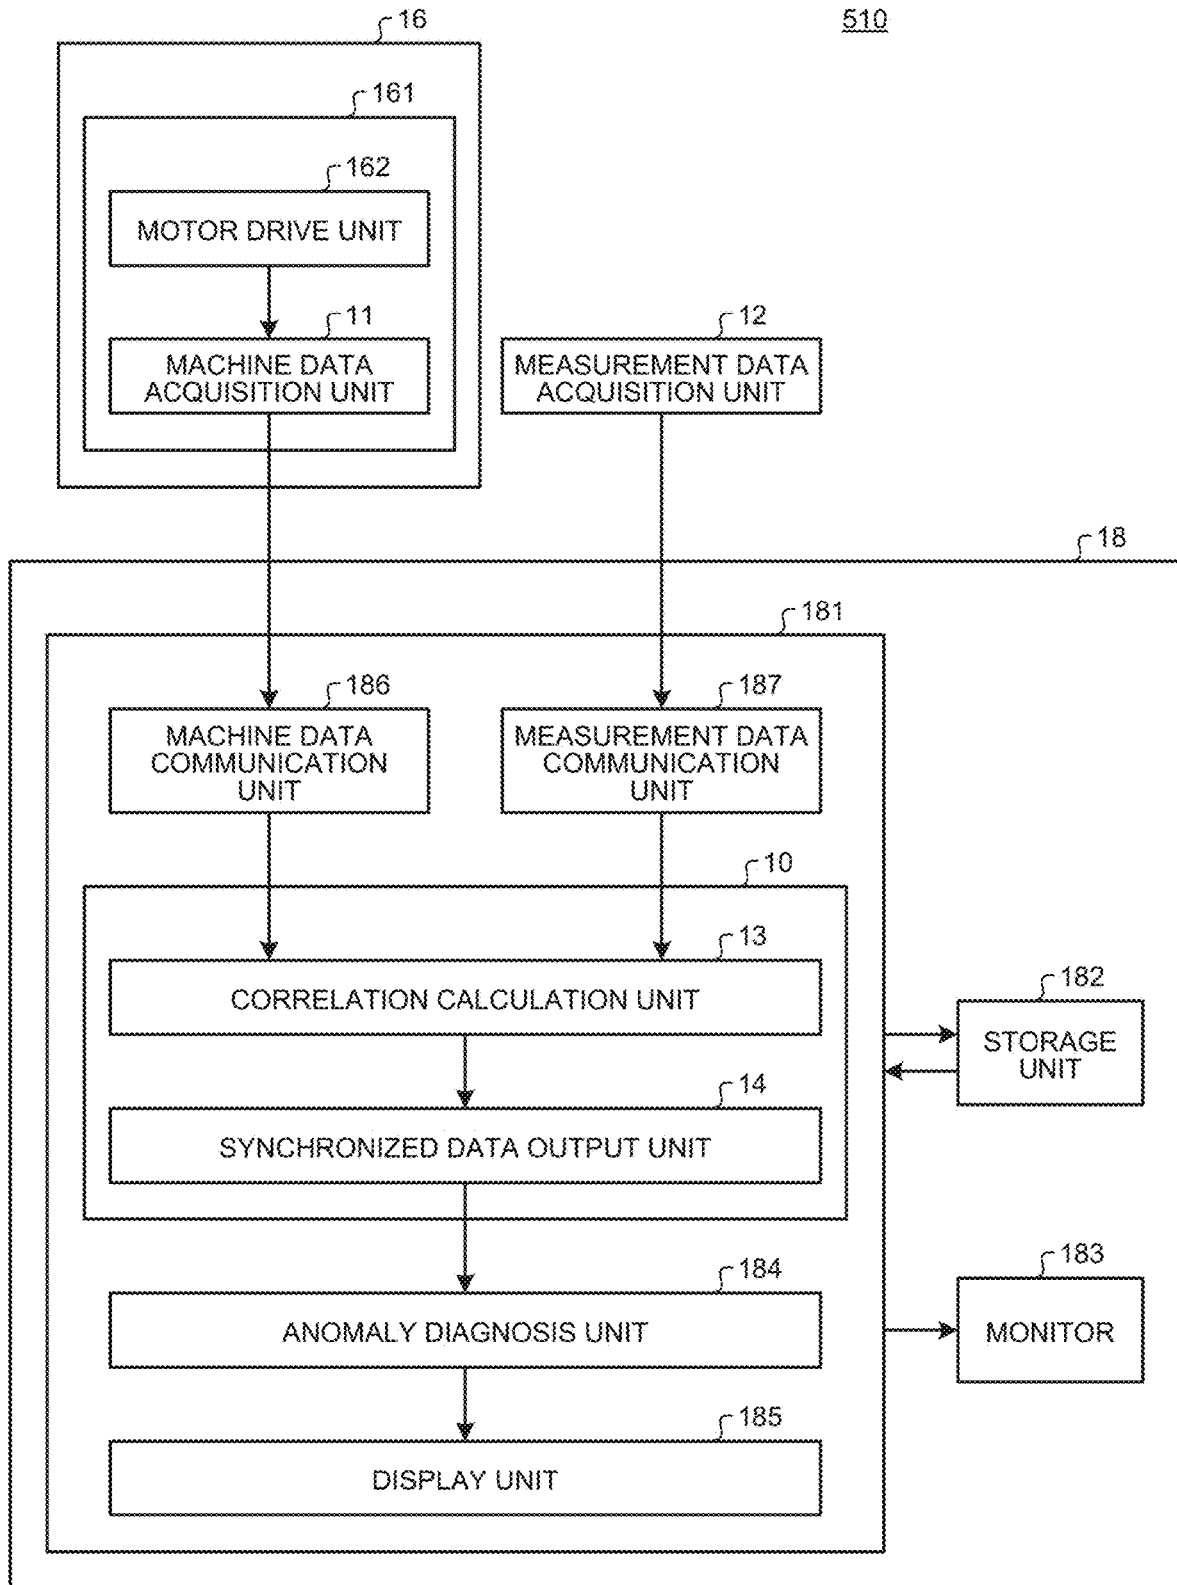 510
16
161
162
MOTOR DRIVE UNIT
11
MACHINE DATA
ACQUISITION UNIT
12
MEASUREMENT DATA
ACQUISITION UNIT
18
181
186
MACHINE DATA
COMMUNICATION
UNIT
187
MEASUREMENT DATA
COMMUNICATION
UNIT
10
13
CORRELATION CALCULATION UNIT
14
SYNCHRONIZED DATA OUTPUT UNIT
182
STORAGE
UNIT
184
ANOMALY DIAGNOSIS UNIT
183
MONITOR
185
DISPLAY UNIT